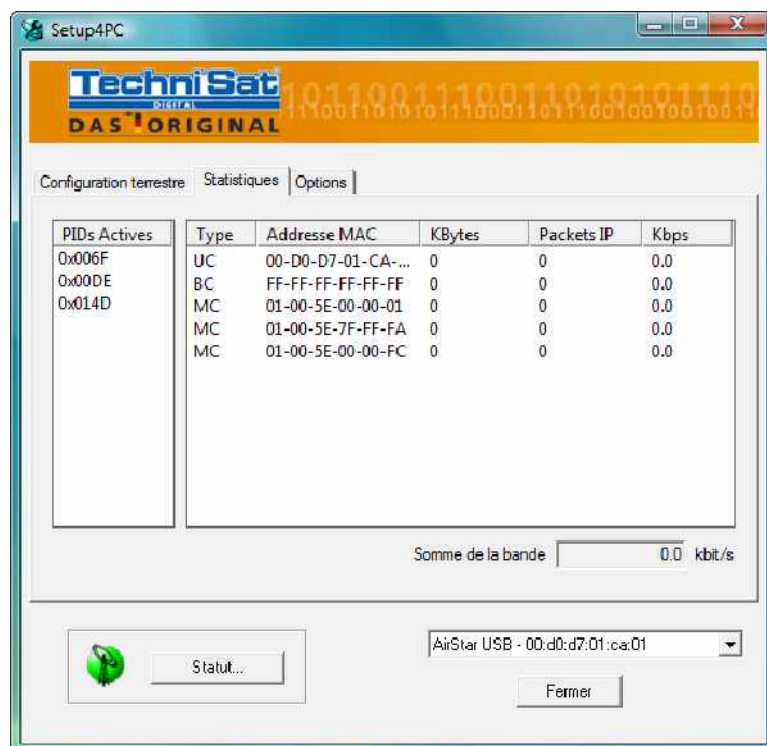 Setup4PC
TechniSat
DIGITAL
DAS ORIGINAL
Configuration terrestre Statistiques Options
PIDs Actives Type Addresse MAC KBytes Packets IP Kbps
0x006F UC 00-D0-D7-01-CA-... 0 0 0.0
0x00DE BC FF-FF-FF-FF-FF-FF 0 0 0.0
0x014D MC 01-00-5E-00-00-01 0 0 0.0
MC 01-00-5E-7F-FF-FA 0 0 0.0
MC 01-00-5E-00-00-FC 0 0 0.0
Somme de la bande 0.0 kbit/s
AirStar USB - 00:d0:d7:01:ca:01
Statut...
Fermer